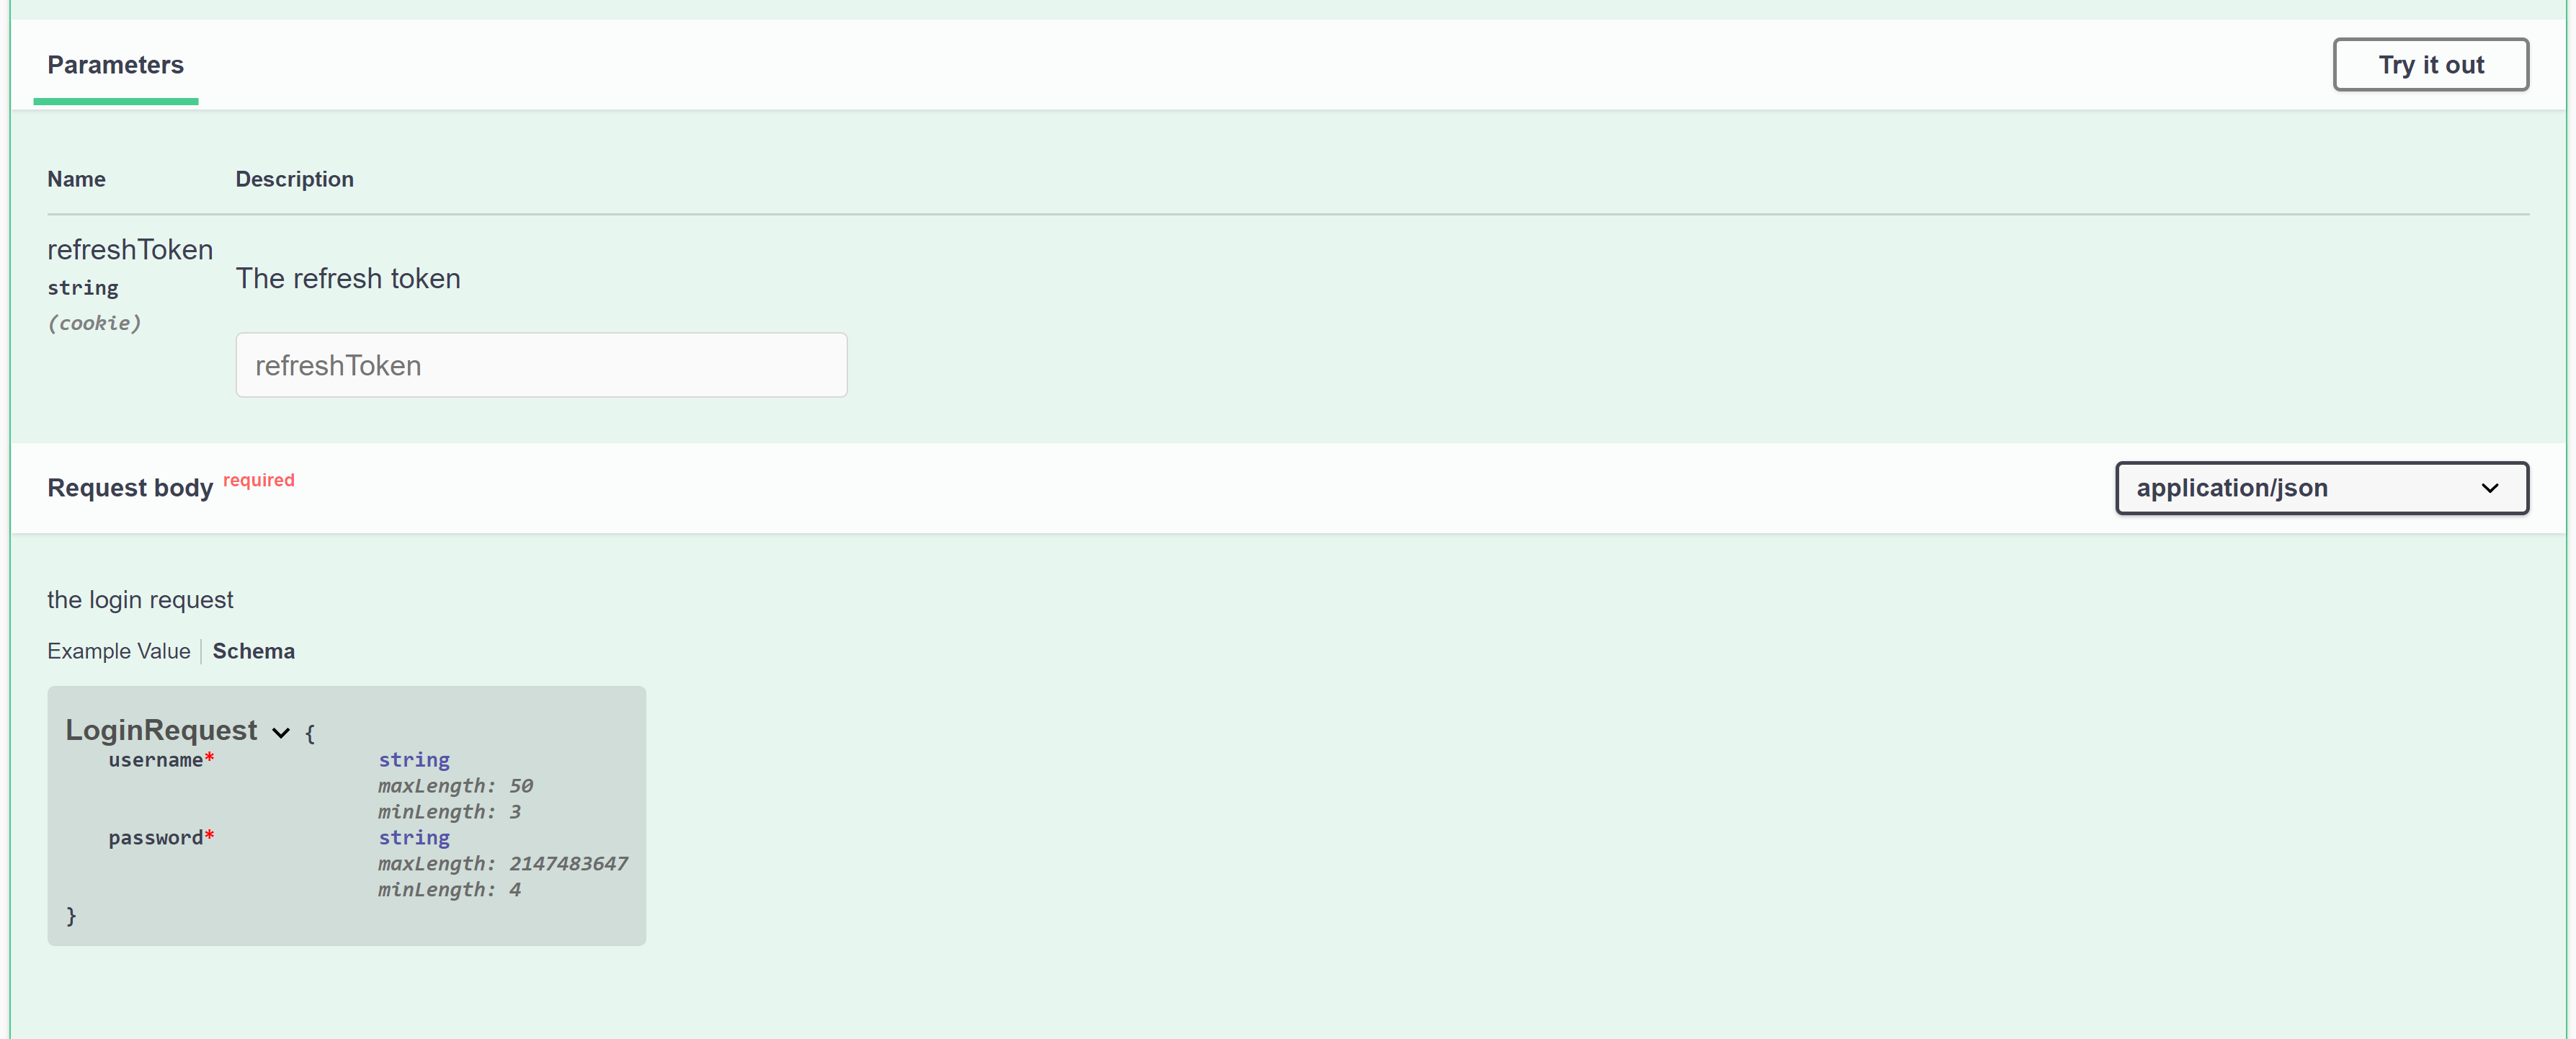 Parameters
Try it out
Name Description
refreshToken
string
(cookie)
The refresh token
refreshToken
Request body required
application/json
the login request
Example Value Schema
LoginRequest {
username* string
maxLength: 50
minLength: 3
password* string
maxLength: 2147483647
minLength: 4
}